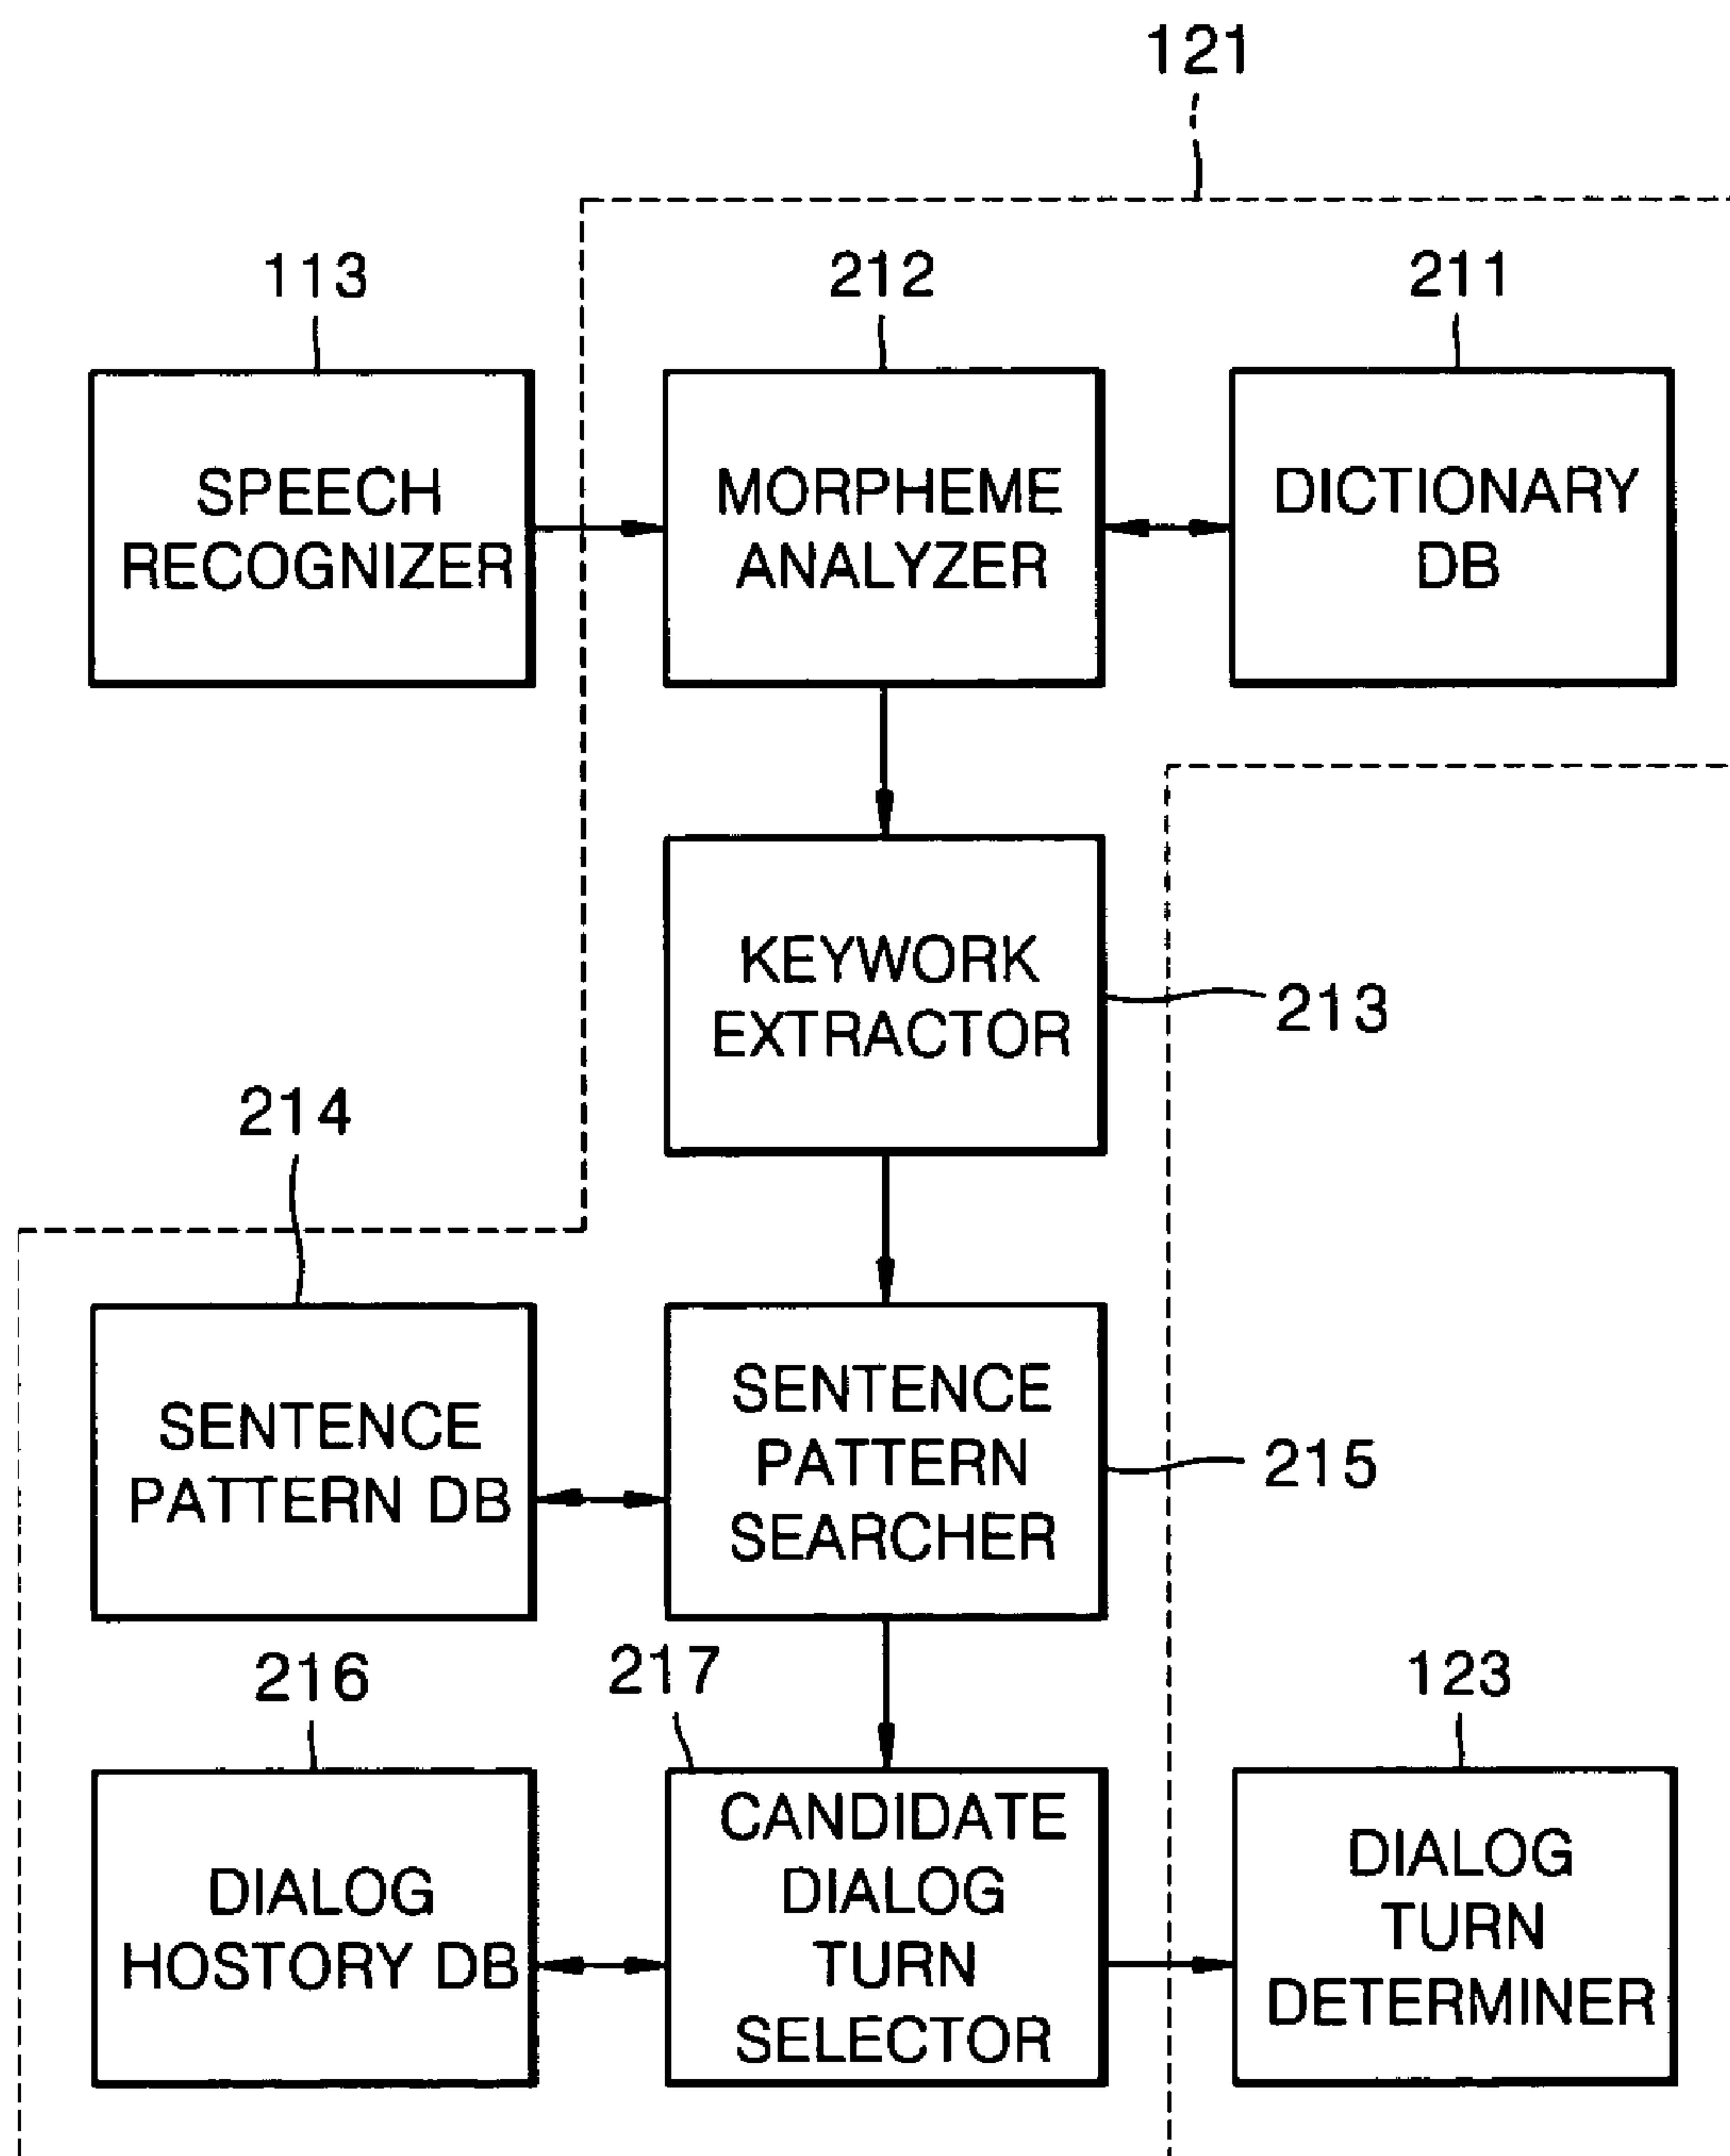 121
113
212
211
SPEECH
RECOGNIZER
MORPHEME
ANALYZER
DICTIONARY
DB
KEYWORK
EXTRACTOR
213
214
SENTENCE
PATTERN DB
SENTENCE
PATTERN
SEARCHER
215
216
217
123
DIALOG
HOSTORY DB
CANDIDATE
DIALOG
TURN
SELECTOR
DIALOG
TURN
DETERMINER